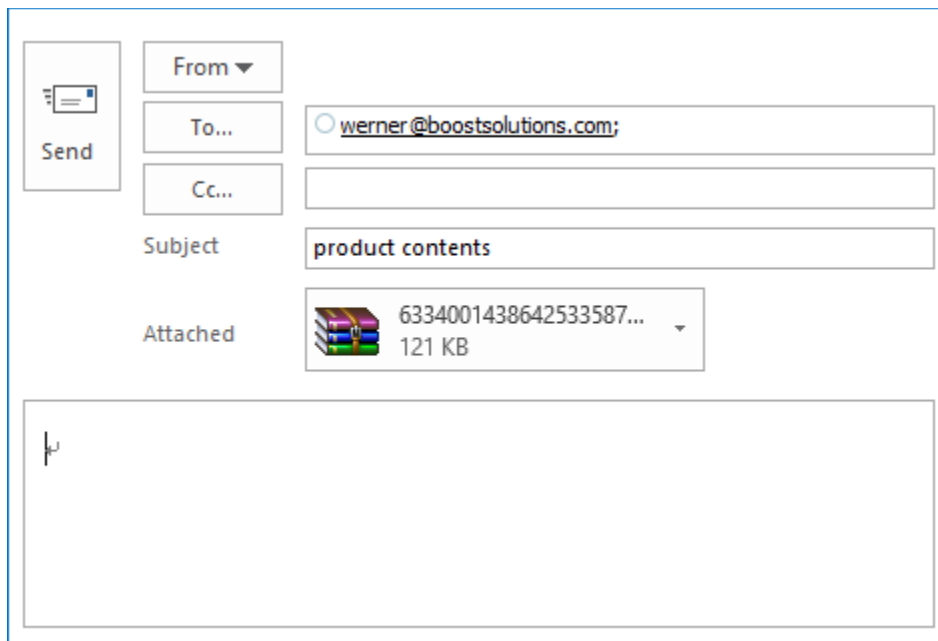 From
Send
To...
werner@boostsolutions.com;
Cc...
Subject
product contents
Attached
6334001438642533587...
121 KB